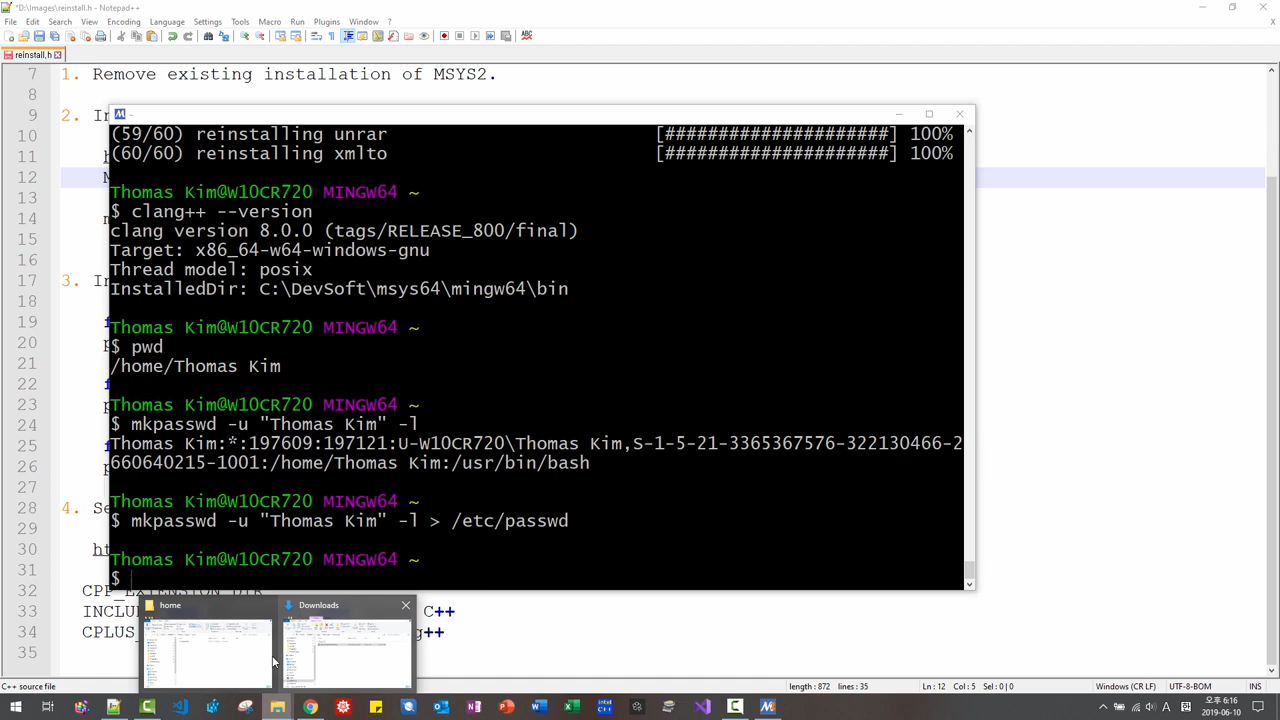 *D:\Images\reinstall.h - Notepad++
File Edit Search View Encoding Language Settings Tools Macro Run Plugins Window ?
reinstall.h
7 1. Remove existing installation of MSYS2.
8
9 2. In
10
11
12
13
14
15
16
17 3. In
18
19
20
21
22
23
24
25
26
27
28 4. Se
29
30 ht
31
32 CPP_EXTENSION_DIR
33 INCLU C++
34 CPLUS g++
35
(59/60) reinstalling unrar [#####################] 100%
(60/60) reinstalling xmlto [#####################] 100%
Thomas Kim@W10CR720 MINGW64 ~
$ clang++ --version
clang version 8.0.0 (tags/RELEASE_800/final)
Target: x86_64-w64-windows-gnu
Thread model: posix
InstalledDir: C:\DevSoft\msys64\mingw64\bin
Thomas Kim@W10CR720 MINGW64 ~
$ pwd
/home/Thomas Kim
Thomas Kim@W10CR720 MINGW64 ~
$ mkpasswd -u "Thomas Kim" -l
Thomas Kim:*:197609:197121:U-W10CR720\Thomas Kim,S-1-5-21-3365367576-322130466-2
660640215-1001:/home/Thomas Kim:/usr/bin/bash
Thomas Kim@W10CR720 MINGW64 ~
$ mkpasswd -u "Thomas Kim" -l > /etc/passwd
Thomas Kim@W10CR720 MINGW64 ~
$
home Downloads
C++ source file length: 872 lines: 35 Ln: 12 Col: 5 Sel: 0 | 0 Windows (CR LF) UTF-8-BOM INS
오후 6:16
2019-06-10